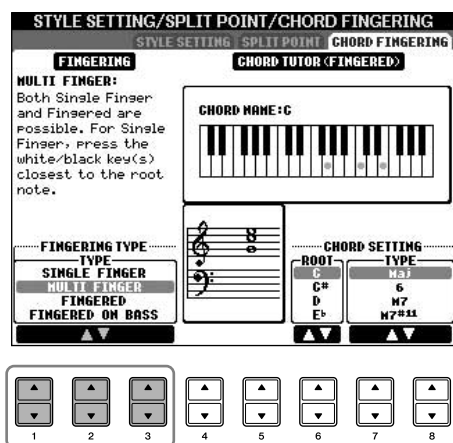 STYLE SETTING/SPLIT POINT/CHORD FINGERING
STYLE SETTING SPLIT POINT CHORD FINGERING
FINGERING
MULTI FINGER:
Both Single Finger
and Fingered are
possible. For Single
Finger, press the
white/black key(s)
closest to the root
note.
CHORD TUTOR (FINGERED)
CHORD NAME:C
FINGERING TYPE
TYPE
SINGLE FINGER
MULTI FINGER
FINGERED
FINGERED ON BASS
CHORD SETTING
ROOT
C
C#
D
E♭
TYPE
Maj
6
M7
M7#11
1 2 3 4 5 6 7 8